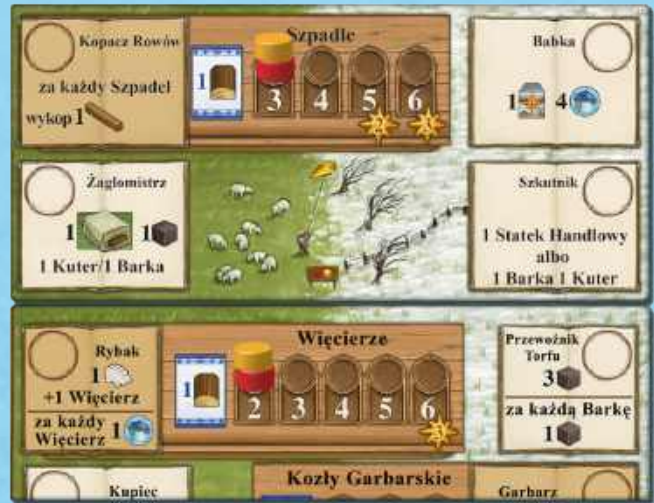 Kopacz Rowów
za każdy Szpadel
wykop 1
Szpadle
1
3 4 5 6
Babka
1 4
Żaglomistrz
1 1
1 Kuter/1 Barka
Szkutnik
1 Statek Handlowy
albo
1 Barka 1 Kuter
Rybak
1
+1 Więcierz
za każdy
Więcierz 1
Więcierze
1
2 3 4 5 6
Przewoźnik
Torfu
3
za każdą Barkę
1
Kupiec
Kozły Garbarskie
Garbarz